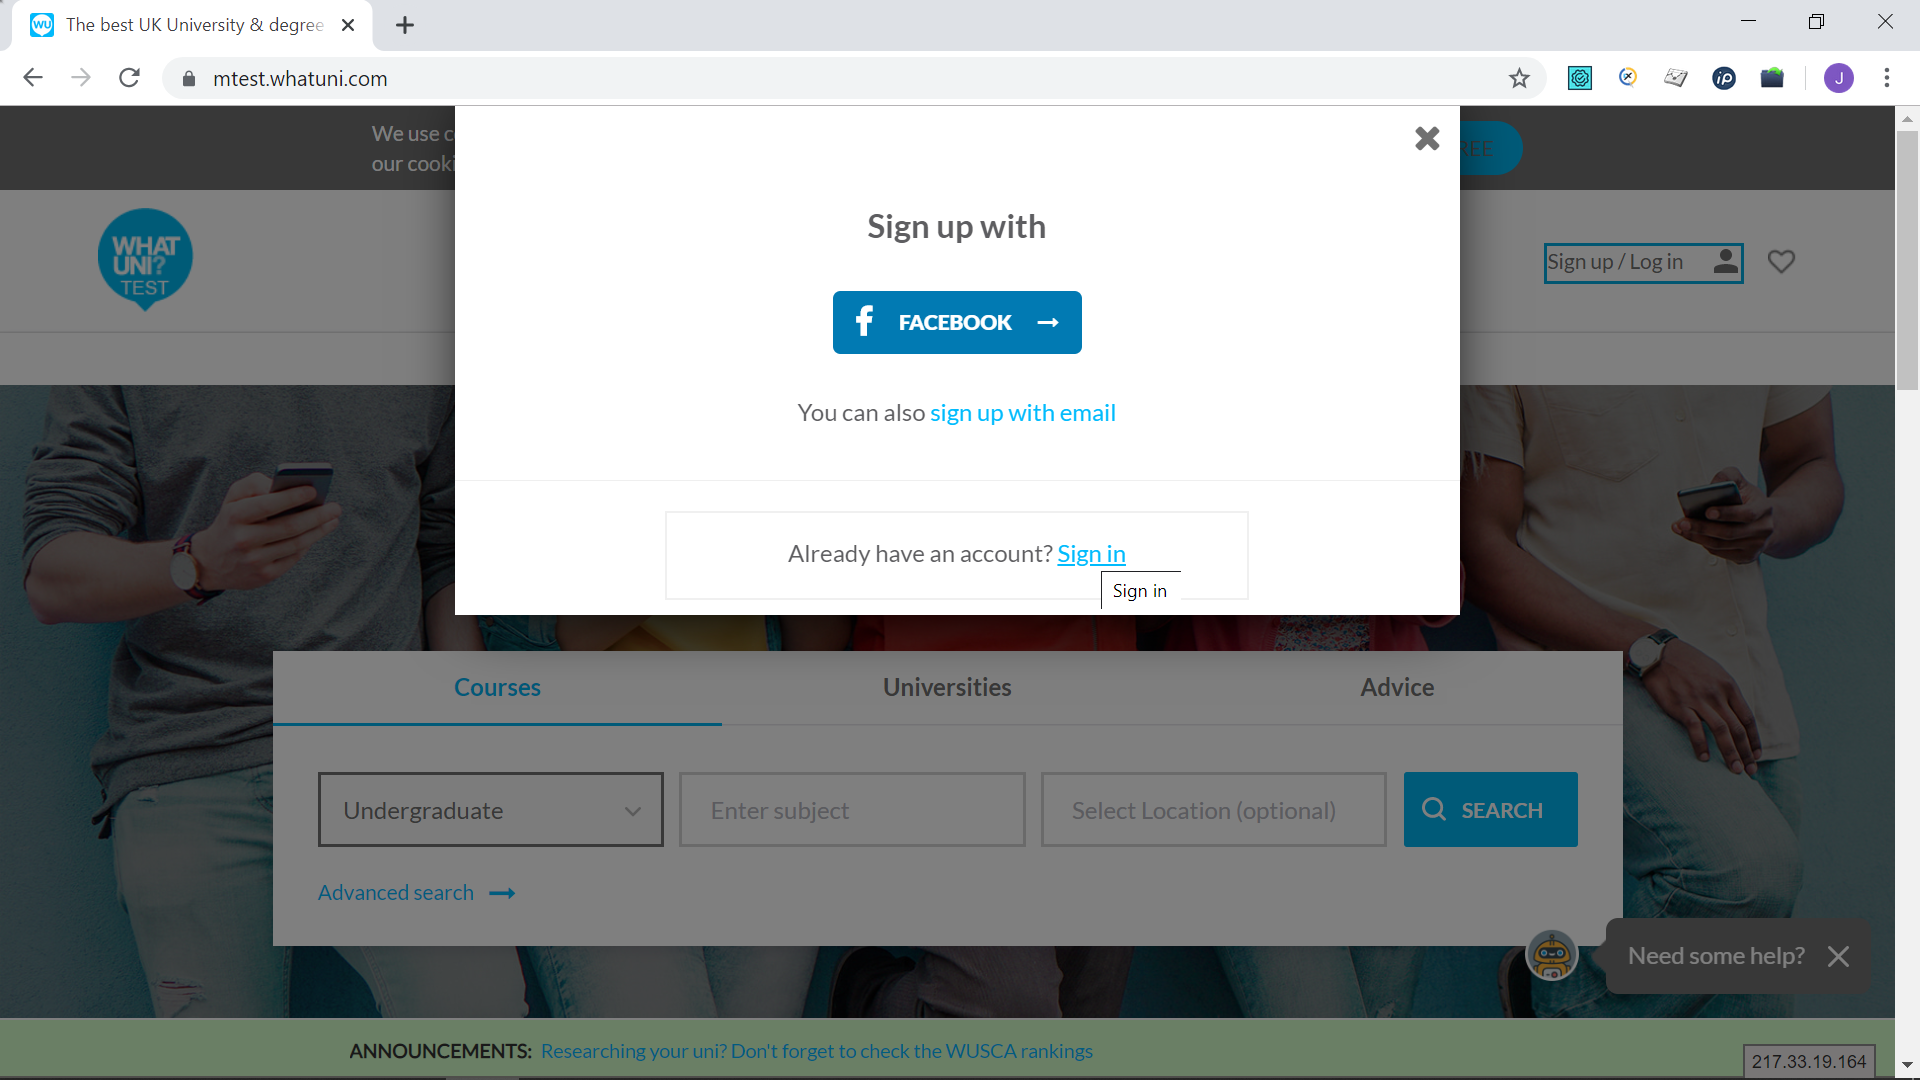 The best UK University & degree
mtest.whatuni.com
J
We use c
our cooki
REE
WHAT
UNI?
TEST
Sign up with
Sign up / Log in
FACEBOOK
You can also sign up with email
Already have an account? Sign in
Sign in
Courses
Universities
Advice
Undergraduate
Enter subject
Select Location (optional)
SEARCH
Advanced search
Need some help?
ANNOUNCEMENTS: Researching your uni? Don't forget to check the WUSCA rankings
217.33.19.164